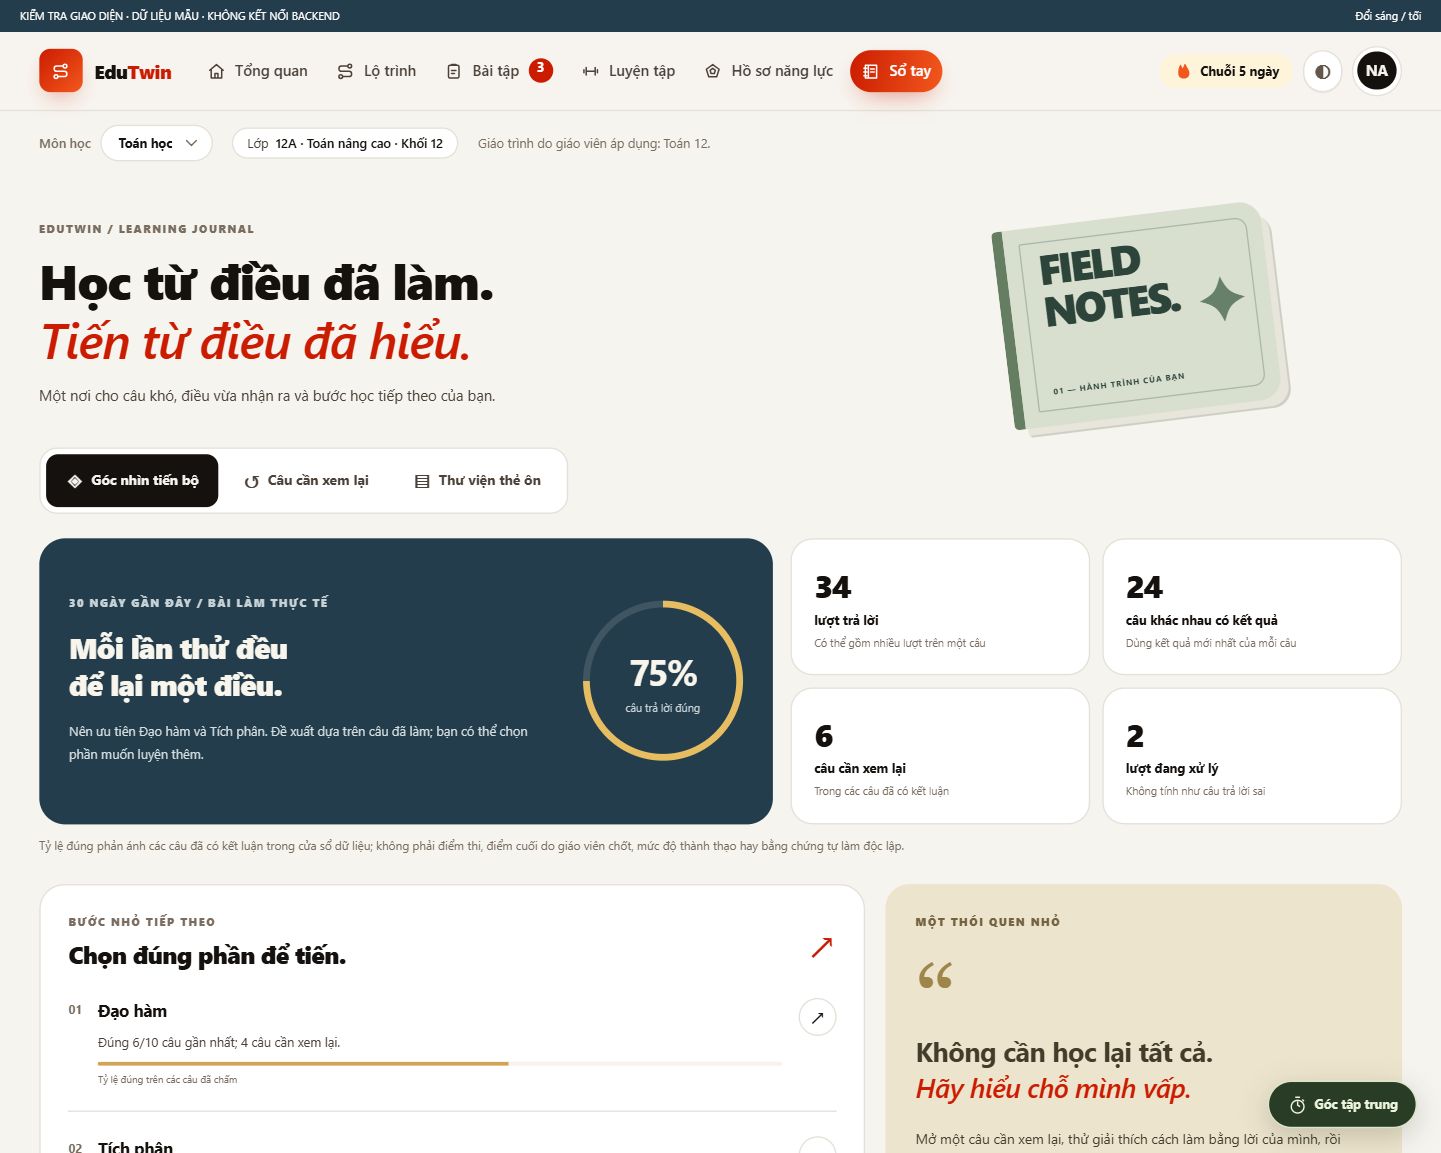 KIỂM TRA GIAO DIỆN · DỮ LIỆU MẪU · KHÔNG KẾT NỐI BACKEND
Đổi sáng / tối
EduTwin
Tổng quan
Lộ trình
Bài tập
3
Luyện tập
Hồ sơ năng lực
Sổ tay
Chuỗi 5 ngày
NA
Môn học
Toán học
Lớp 12A · Toán nâng cao · Khối 12
Giáo trình do giáo viên áp dụng: Toán 12.
EDUTWIN / LEARNING JOURNAL
Học từ điều đã làm.
Tiến từ điều đã hiểu.
Một nơi cho câu khó, điều vừa nhận ra và bước học tiếp theo của bạn.
FIELD
NOTES.
01 — HÀNH TRÌNH CỦA BẠN
Góc nhìn tiến bộ
Câu cần xem lại
Thư viện thẻ ôn
30 NGÀY GẦN ĐÂY / BÀI LÀM THỰC TẾ
Mỗi lần thử đều
để lại một điều.
Nên ưu tiên Đạo hàm và Tích phân. Đề xuất dựa trên câu đã làm; bạn có thể chọn
phần muốn luyện thêm.
75%
câu trả lời đúng
34
lượt trả lời
Có thể gồm nhiều lượt trên một câu
24
câu khác nhau có kết quả
Dùng kết quả mới nhất của mỗi câu
6
câu cần xem lại
Trong các câu đã có kết luận
2
lượt đang xử lý
Không tính như câu trả lời sai
Tỷ lệ đúng phản ánh các câu đã có kết luận trong cửa sổ dữ liệu; không phải điểm thi, điểm cuối do giáo viên chốt, mức độ thành thạo hay bằng chứng tự làm độc lập.
BƯỚC NHỎ TIẾP THEO
Chọn đúng phần để tiến.
01
Đạo hàm
Đúng 6/10 câu gần nhất; 4 câu cần xem lại.
Tỷ lệ đúng trên các câu đã chấm
02
Tích phân
MỘT THÓI QUEN NHỎ
“
Không cần học lại tất cả.
Hãy hiểu chỗ mình vấp.
Mở một câu cần xem lại, thử giải thích cách làm bằng lời của mình, rồi
Góc tập trung